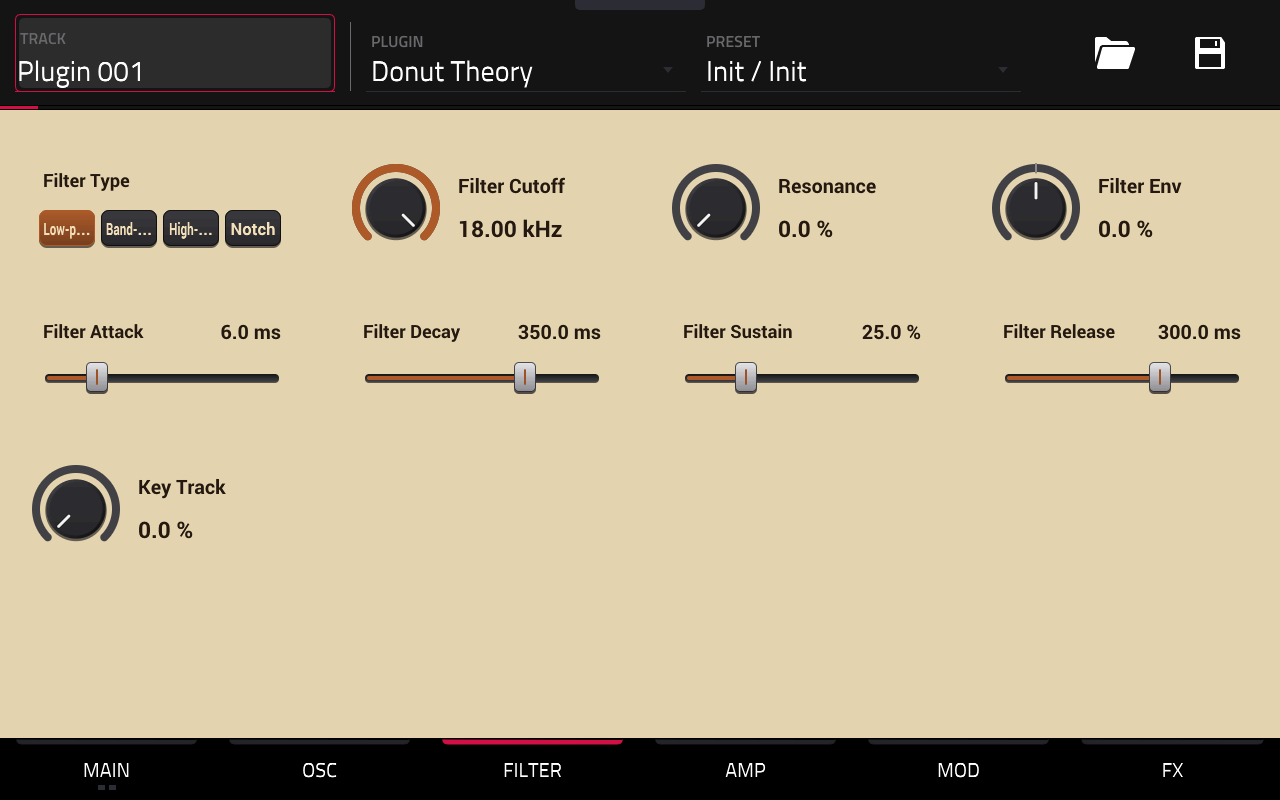 TRACK
Plugin 001
PLUGIN
Donut Theory
PRESET
Init / Init
Filter Type
Low-p...
Band-...
High-...
Notch
Filter Cutoff
18.00 kHz
Resonance
0.0 %
Filter Env
0.0 %
Filter Attack
6.0 ms
Filter Decay
350.0 ms
Filter Sustain
25.0 %
Filter Release
300.0 ms
Key Track
0.0 %
MAIN
OSC
FILTER
AMP
MOD
FX